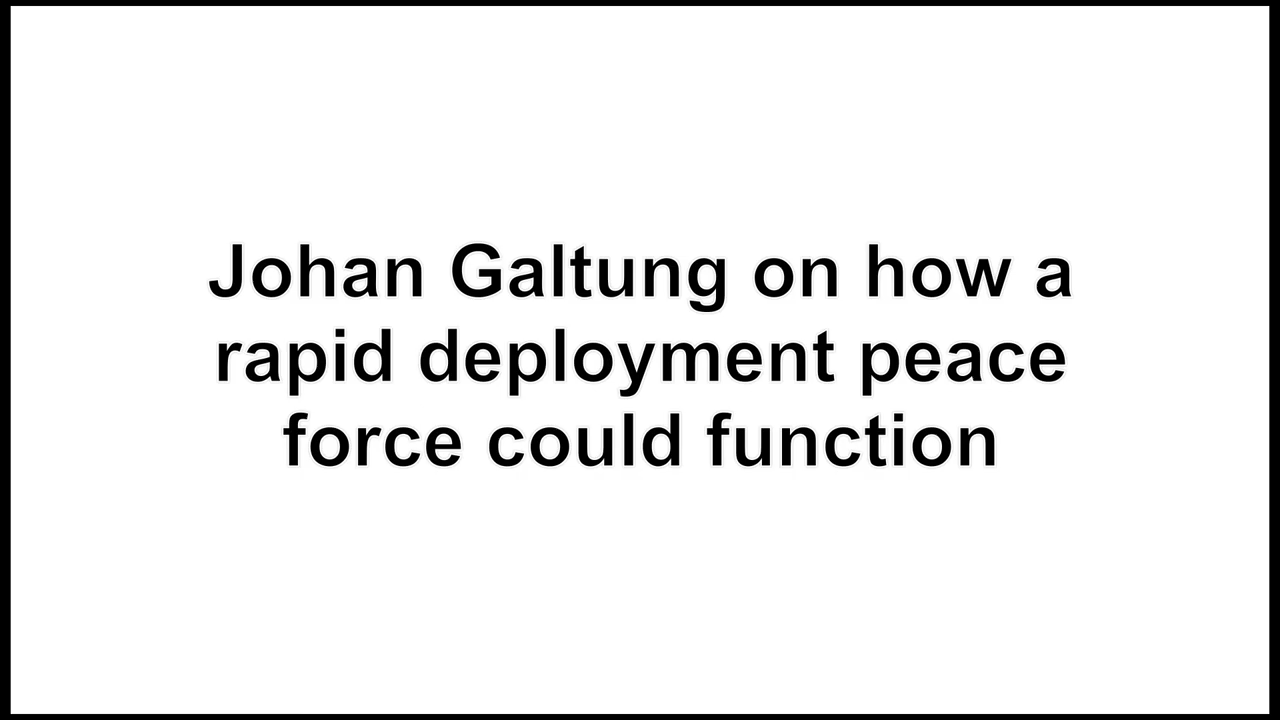 Johan Galtung on how a
rapid deployment peace
force could function